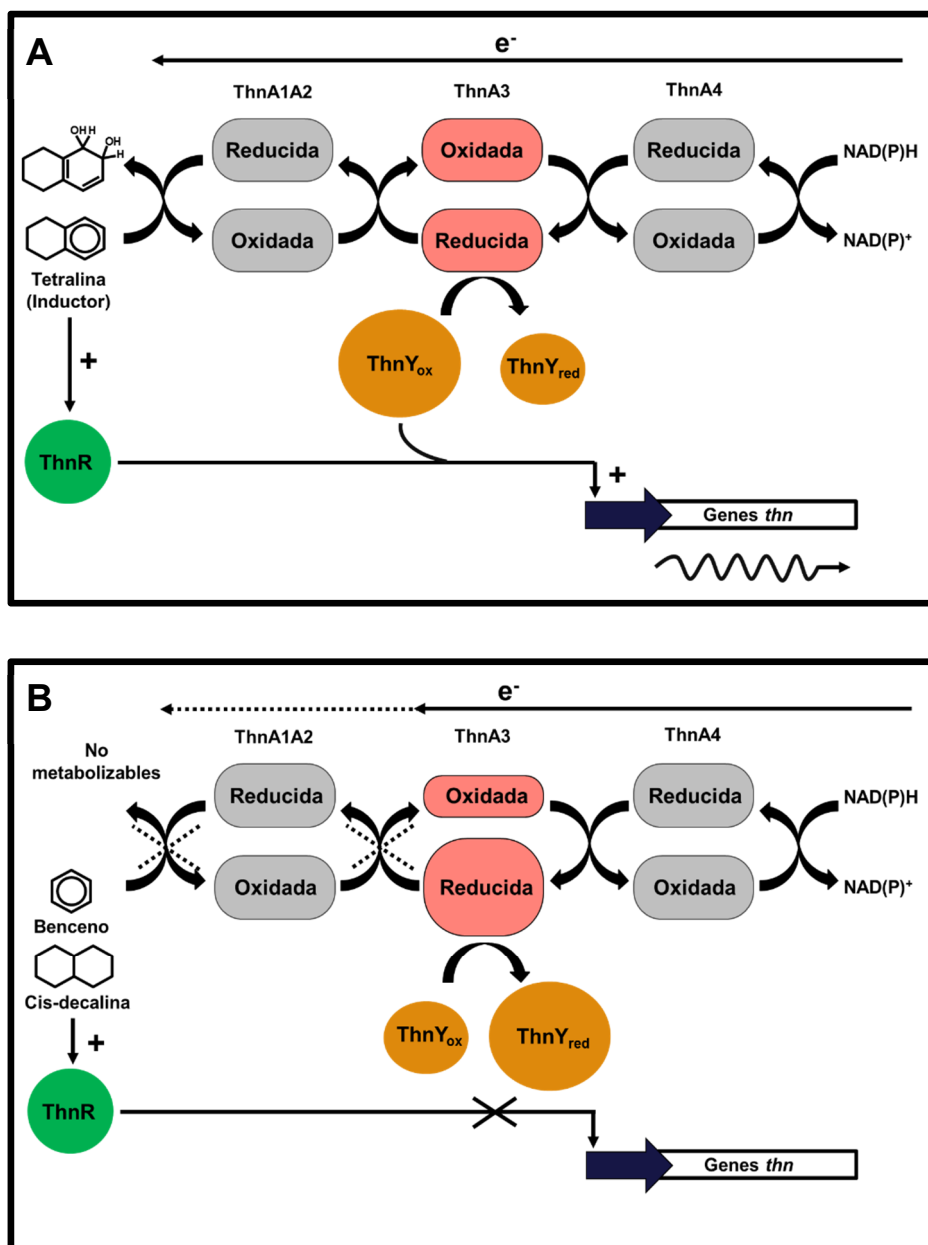 A
e-
ThnA1A2
ThnA3
ThnA4
OH H
OH
H
Reducida
Oxidada
Reducida
NAD(P)H
Oxidada
Reducida
Oxidada
NAD(P)+
Tetralina
(Inductor)
+
ThnYox
ThnYred
ThnR
+
Genes thn
B
e-
ThnA1A2
ThnA3
ThnA4
No
metabolizables
Reducida
Oxidada
Reducida
NAD(P)H
Oxidada
Reducida
Oxidada
NAD(P)+
Benceno
Cis-decalina
+
ThnYox
ThnYred
ThnR
Genes thn